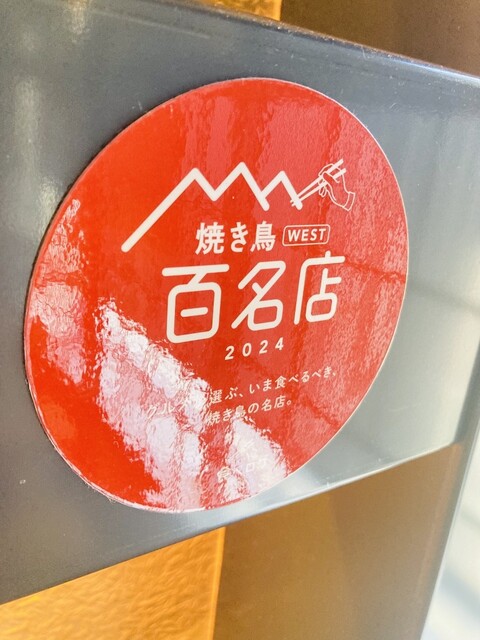 焼き鳥 WEST
百名店
2024
選ぶ、いま食べるべき、
焼き鳥の名店。